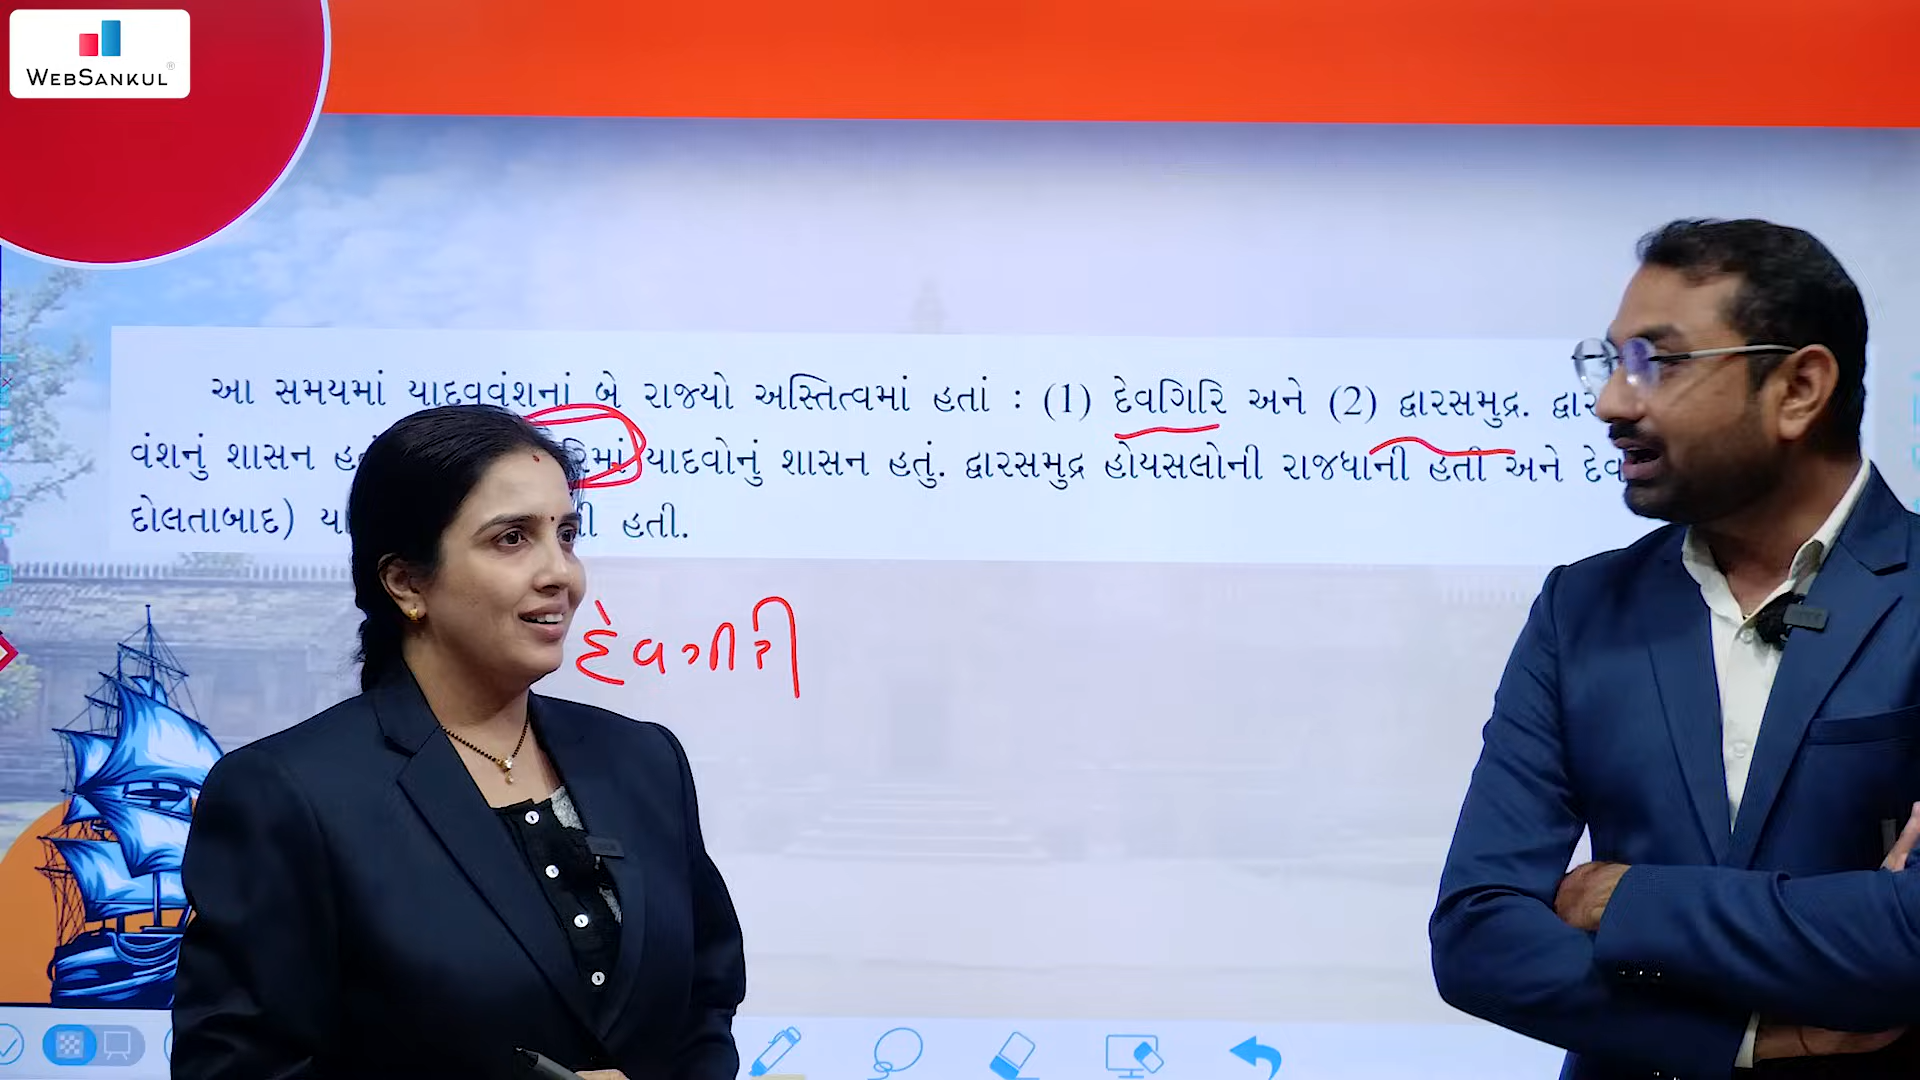 WEBSANKUL
આ સમયમાં યાદવવંશનાં બે રાજ્યો અસ્તિત્વમાં હતાં : (1) દેવગિરિ અને (2) દ્વારસમુદ્ર.
વંશનું શાસન યાદવોનું શાસન હતું. દ્વારસમુદ્ર હોયસલોની રાજધાની હતી અને
દોલતાબાદ) હતી.
દેવગીરી